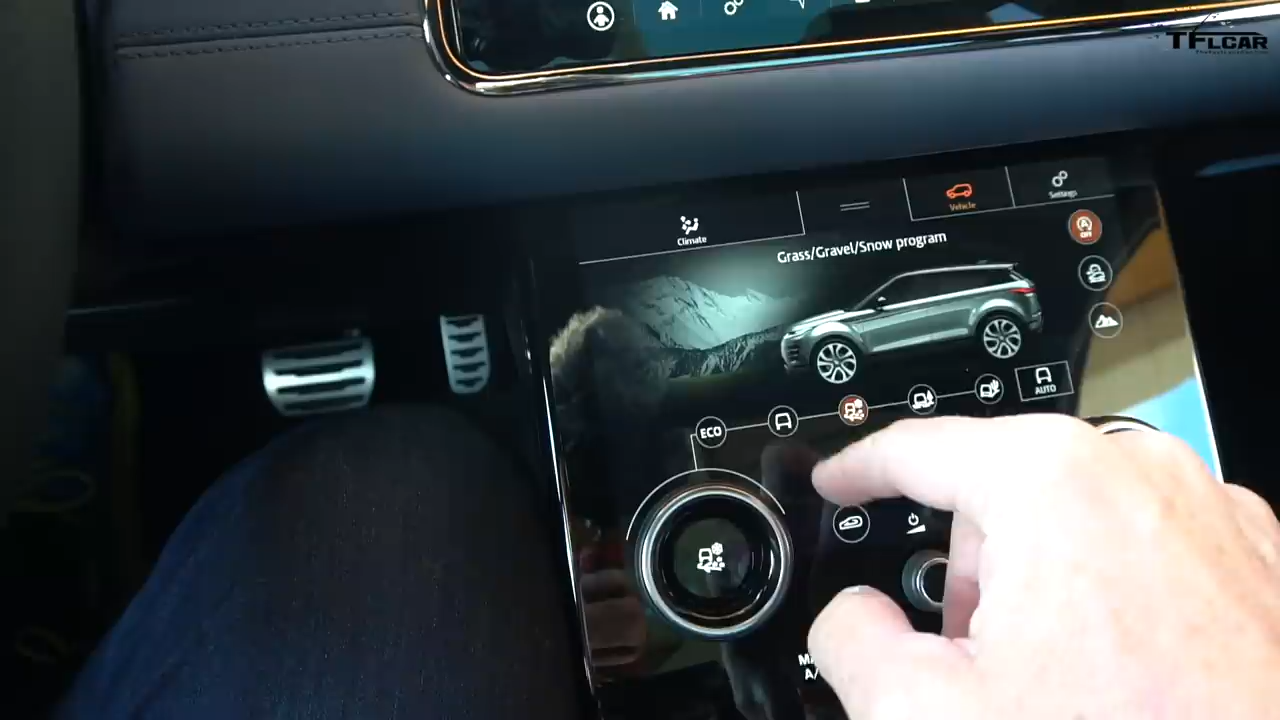 TFLCAR
Climate
Vehicle
Settings
Grass/Gravel/Snow program
A
OFF
ECO
AUTO
A/